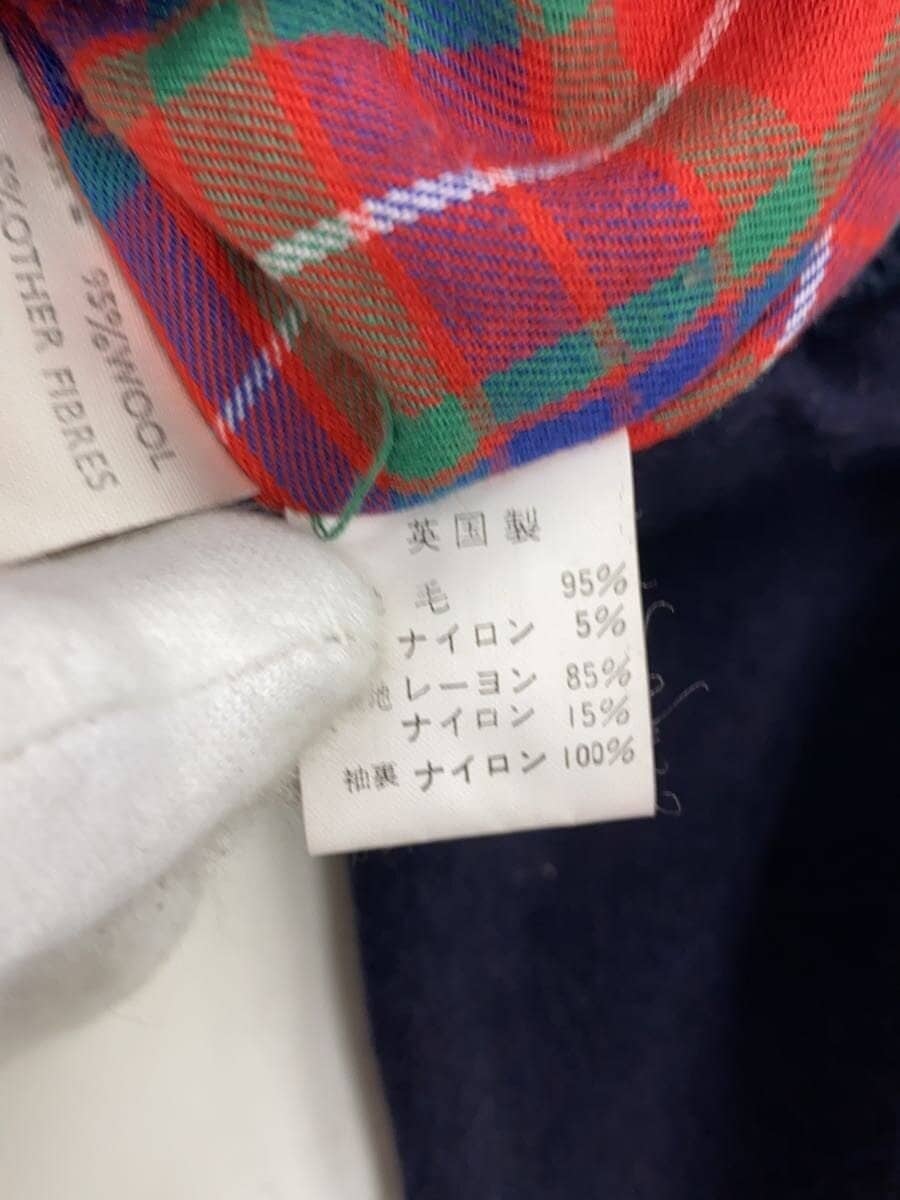 95%WOOL
5%OTHER FIBRES
英国製
毛 95%
ナイロン 5%
地 レーヨン 85%
ナイロン 15%
袖裏 ナイロン 100%